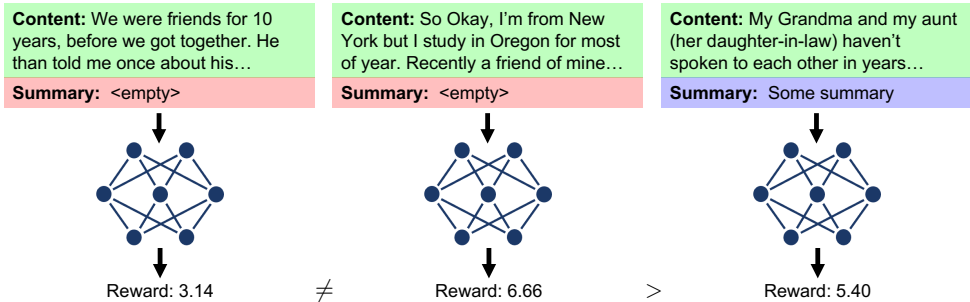 Content: We were friends for 10
years, before we got together. He
than told me once about his…
Summary: <empty>
Reward: 3.14
≠
Content: So Okay, I'm from New
York but I study in Oregon for most
of year. Recently a friend of mine…
Summary: <empty>
Reward: 6.66
>
Content: My Grandma and my aunt
(her daughter-in-law) haven't
spoken to each other in years…
Summary: Some summary
Reward: 5.40